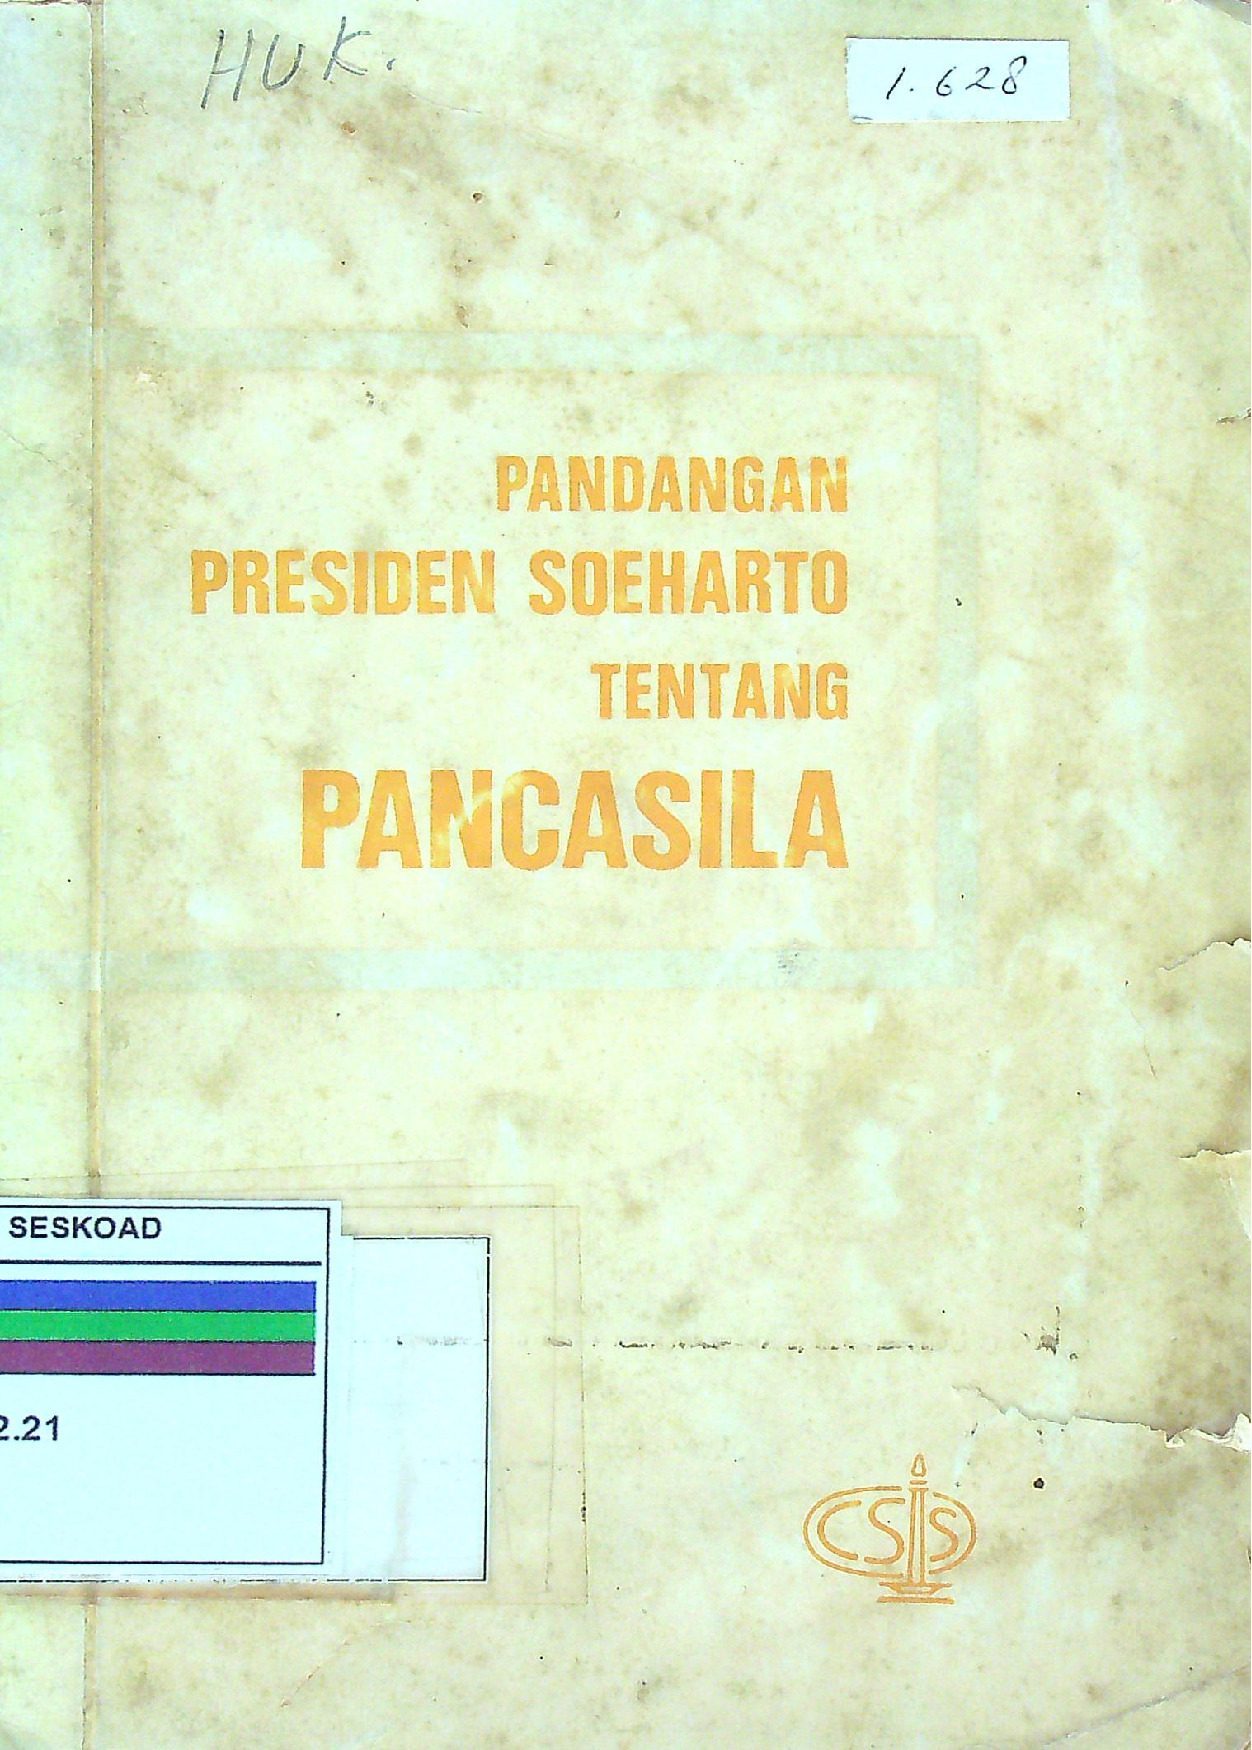 HUK.
1.628
PANDANGAN
PRESIDEN SOEHARTO
TENTANG
PANCASILA
SESKOAD
2.21
CSIS